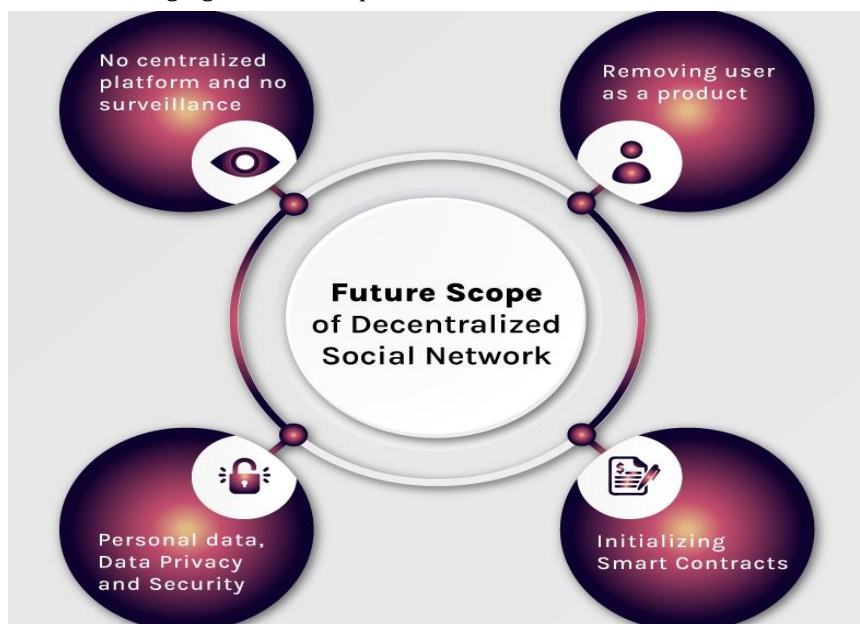 No centralized
platform and no
surveillance
Removing user
as a product
Future Scope
of Decentralized
Social Network
Personal data,
Data Privacy
and Security
$
Initializing
Smart Contracts